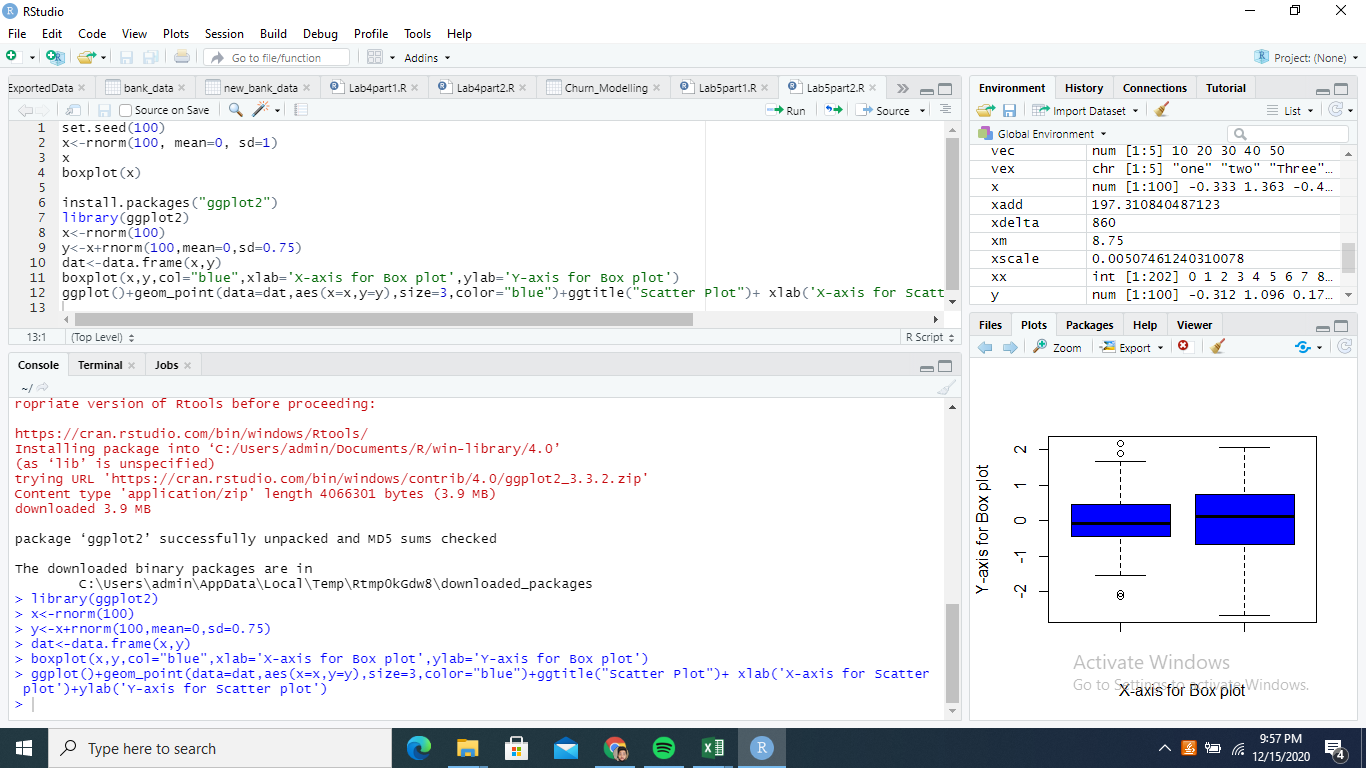 RStudio
File Edit Code View Plots Session Build Debug Profile Tools Help
Go to file/function Addins Project: (None)
ExportedData bank_data new_bank_data Lab4part1.R Lab4part2.R Churn_Modelling Lab5part1.R Lab5part2.R
Source on Save Run Source
1 set.seed(100)
2 x<-rnorm(100, mean=0, sd=1)
3 x
4 boxplot(x)
5
6 install.packages("ggplot2")
7 library(ggplot2)
8 x<-rnorm(100)
9 y<-x+rnorm(100,mean=0,sd=0.75)
10 dat<-data.frame(x,y)
11 boxplot(x,y,col="blue",xlab='X-axis for Box plot',ylab='Y-axis for Box plot')
12 ggplot()+geom_point(data=dat,aes(x=x,y=y),size=3,color="blue")+ggtitle("Scatter Plot")+ xlab('X-axis for Scatt
13
13:1 (Top Level) R Script
Console Terminal Jobs
~/
ropriate version of Rtools before proceeding:
https://cran.rstudio.com/bin/windows/Rtools/
Installing package into ‘C:/Users/admin/Documents/R/win-library/4.0’
(as ‘lib’ is unspecified)
trying URL 'https://cran.rstudio.com/bin/windows/contrib/4.0/ggplot2_3.3.2.zip'
Content type 'application/zip' length 4066301 bytes (3.9 MB)
downloaded 3.9 MB
package ‘ggplot2’ successfully unpacked and MD5 sums checked
The downloaded binary packages are in
C:\Users\admin\AppData\Local\Temp\RtmpOkGdw8\downloaded_packages
> library(ggplot2)
> x<-rnorm(100)
> y<-x+rnorm(100,mean=0,sd=0.75)
> dat<-data.frame(x,y)
> boxplot(x,y,col="blue",xlab='X-axis for Box plot',ylab='Y-axis for Box plot')
> ggplot()+geom_point(data=dat,aes(x=x,y=y),size=3,color="blue")+ggtitle("Scatter Plot")+ xlab('X-axis for Scatter
plot')+ylab('Y-axis for Scatter plot')
>
Environment History Connections Tutorial
Import Dataset List
Global Environment
vec num [1:5] 10 20 30 40 50
vex chr [1:5] "one" "two" "Three"…
x num [1:100] -0.333 1.363 -0.4…
xadd 197.310840487123
xdelta 860
xm 8.75
xscale 0.00507461240310078
xx int [1:202] 0 1 2 3 4 5 6 7 8…
y num [1:100] -0.312 1.096 0.17…
Files Plots Packages Help Viewer
Zoom Export
Y-axis for Box plot
2
1
0
-1
-2
X-axis for Box plot
Activate Windows
Go to Settings to activate Windows.
Type here to search
9:57 PM
12/15/2020
4